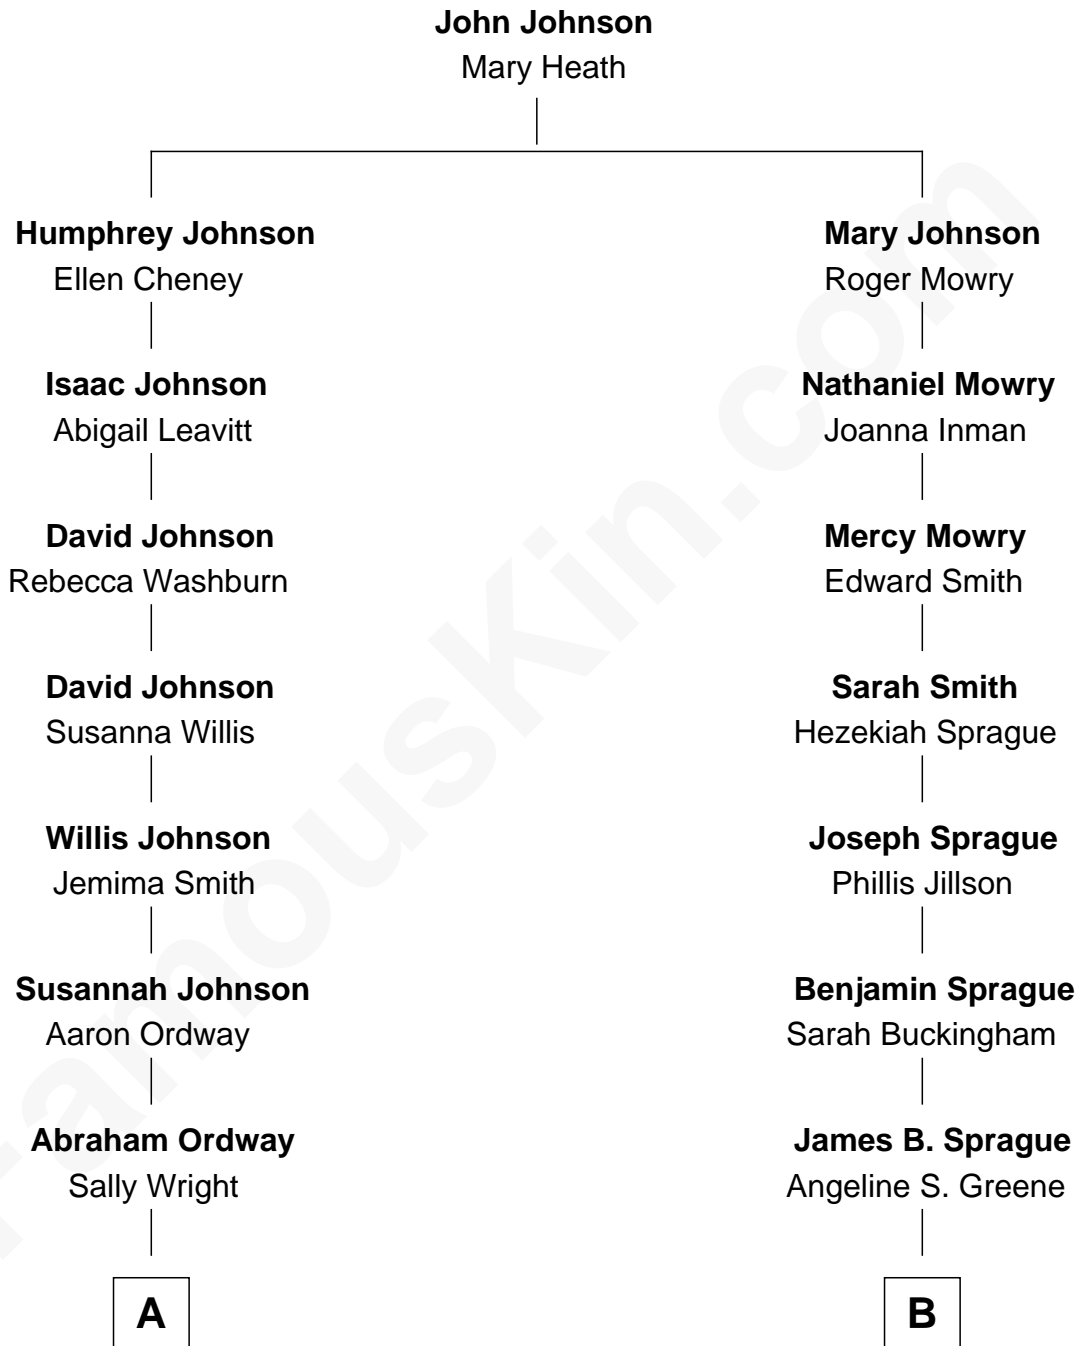 John Johnson
Mary Heath
Humphrey Johnson
Ellen Cheney
Isaac Johnson
Abigail Leavitt
David Johnson
Rebecca Washburn
David Johnson
Susanna Willis
Willis Johnson
Jemima Smith
Susannah Johnson
Aaron Ordway
Abraham Ordway
Sally Wright
A
Mary Johnson
Roger Mowry
Nathaniel Mowry
Joanna Inman
Mercy Mowry
Edward Smith
Sarah Smith
Hezekiah Sprague
Joseph Sprague
Phillis Jillson
Benjamin Sprague
Sarah Buckingham
James B. Sprague
Angeline S. Greene
B
FamousKin.com